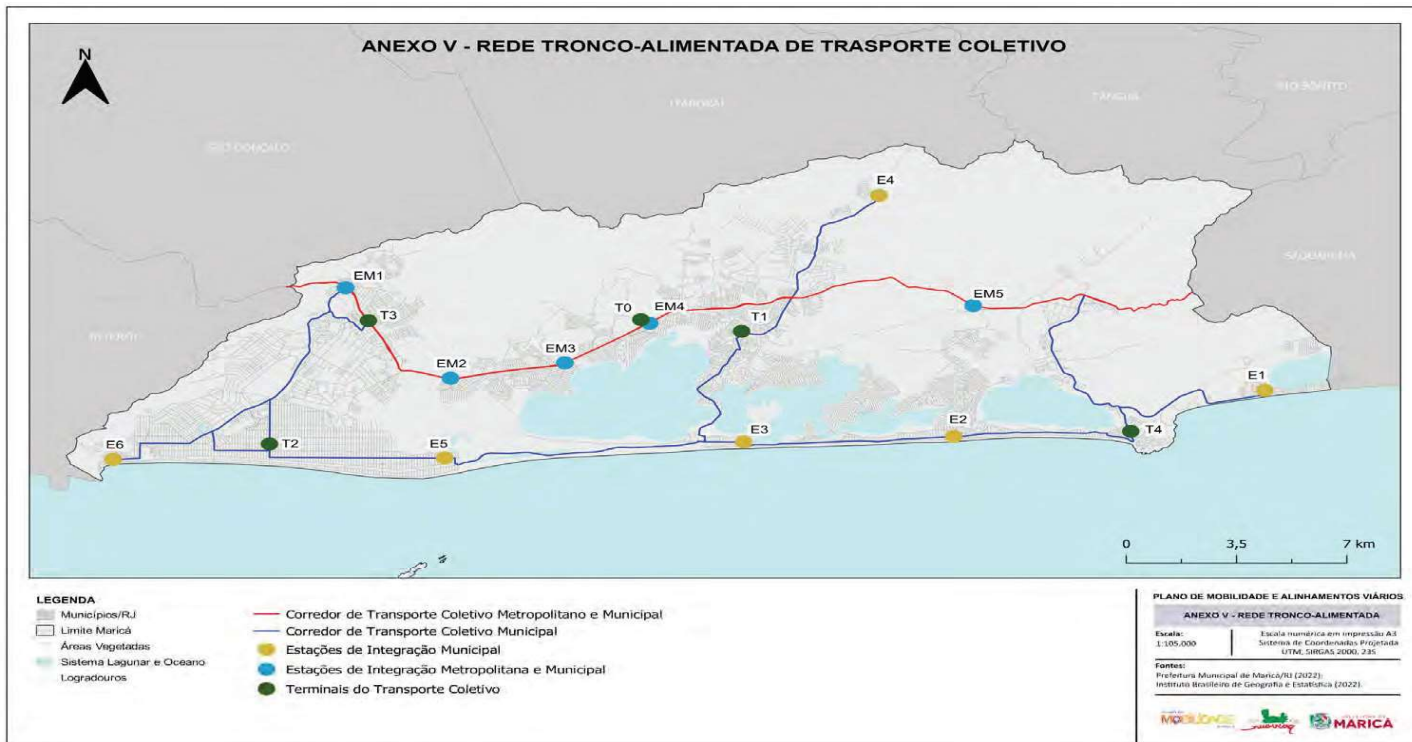 ANEXO V - REDE TRONCO-ALIMENTADA DE TRASPORTE COLETIVO
N
ITABORAÍ
TANGUÁ
RIO BONITO
SÃO GONÇALO
E4
SAQUAREMA
EM1
EM5
T0
EM4
T3
T1
NITERÓI
EM3
EM2
E1
E2
T4
E3
T2
E5
E6
0 3,5 7 km
LEGENDA
Municípios/RJ
Limite Maricá
Áreas Vegetadas
Sistema Lagunar e Oceano
Logradouros
Corredor de Transporte Coletivo Metropolitano e Municipal
Corredor de Transporte Coletivo Municipal
Estações de Integração Municipal
Estações de Integração Metropolitana e Municipal
Terminais do Transporte Coletivo
PLANO DE MOBILIDADE E ALINHAMENTOS VIÁRIOS
ANEXO V - REDE TRONCO-ALIMENTADA
Escala:
1:105.000
Escala numérica em impressão A3
Sistema de Coordenadas Projetada
UTM, SIRGAS 2000, 23S
Fontes:
Prefeitura Municipal de Maricá/RJ (2022);
Instituto Brasileiro de Geografia e Estatística (2022).
MOBILIDADE
MARICÁ